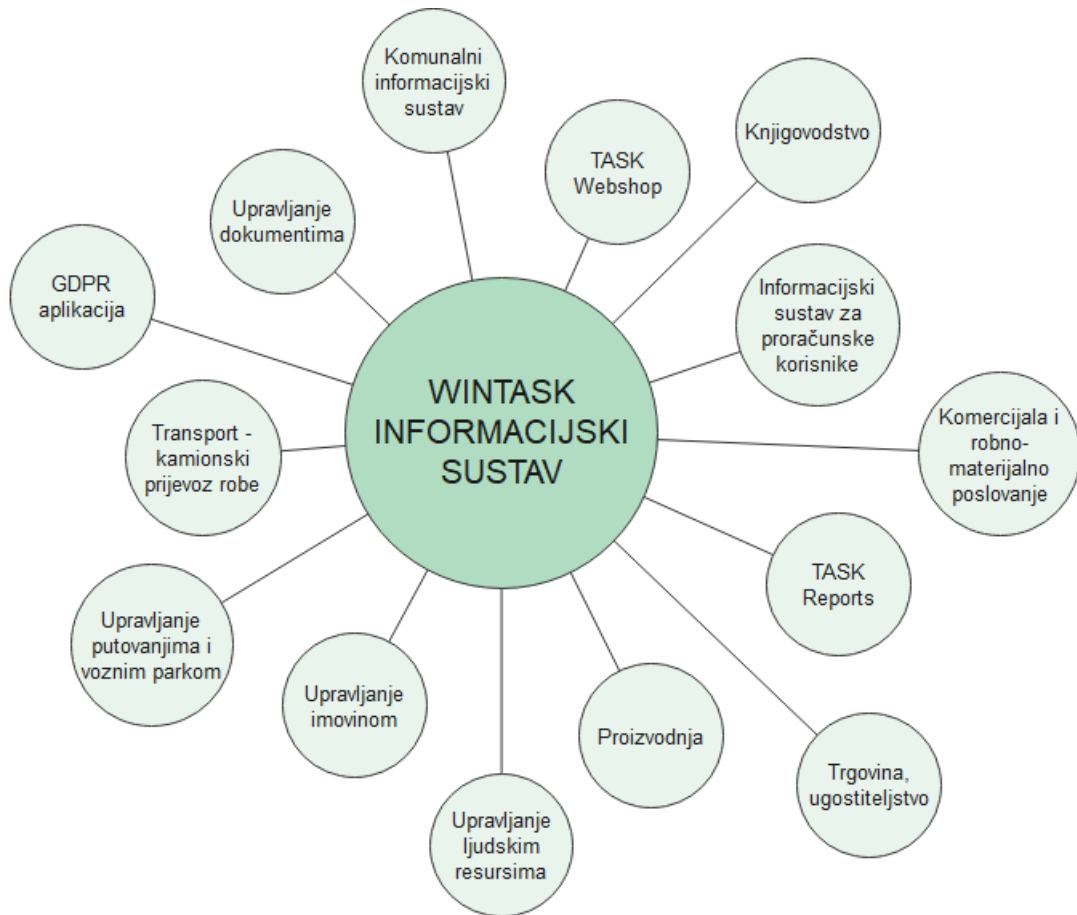 Komunalni
informacijski
sustav
TASK
Webshop
Knjigovodstvo
Upravljanje
dokumentima
GDPR
aplikacija
Informacijski
sustav za
proračunske
korisnike
WINTASK
INFORMACIJSKI
SUSTAV
Transport -
kamionski
prijevoz robe
Komercijala i
robno-
materijalno
poslovanje
TASK
Reports
Upravljanje
putovanjima i
voznim parkom
Upravljanje
imovinom
Proizvodnja
Trgovina,
ugostiteljstvo
Upravljanje
ljudskim
resursima